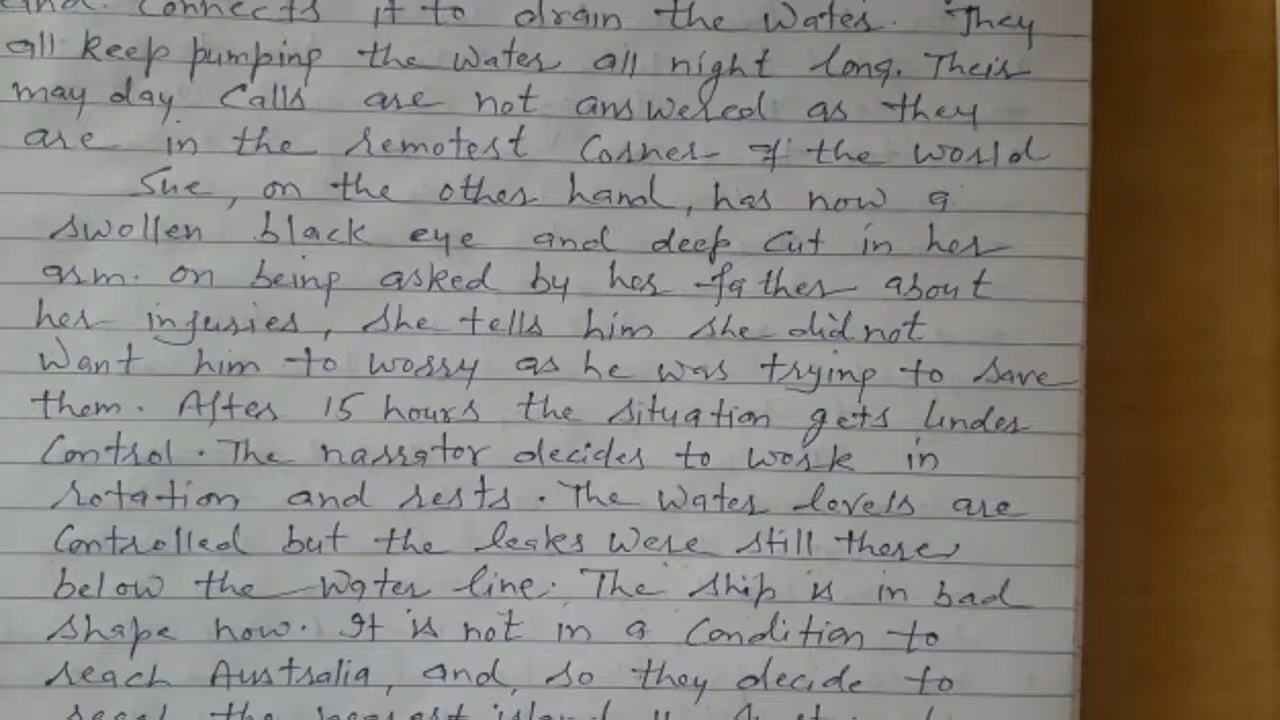 and. Connects it to drain the water. They
all keep pumping the water all night long. Their
may day calls are not answered as they
are in the remotest corner of the world
Sue, on the other hand, has now a
swollen black eye and deep cut in her
arm. on being asked by her father about
her injuries, she tells him she did not
want him to worry as he was trying to save
them. After 15 hours the situation gets under
control. The narrator decides to work in
rotation and rests. The water levels are
controlled but the leaks were still there,
below the water line. The ship is in bad
shape now. It is not in a condition to
reach Australia, and, so they decide to
the nearest island